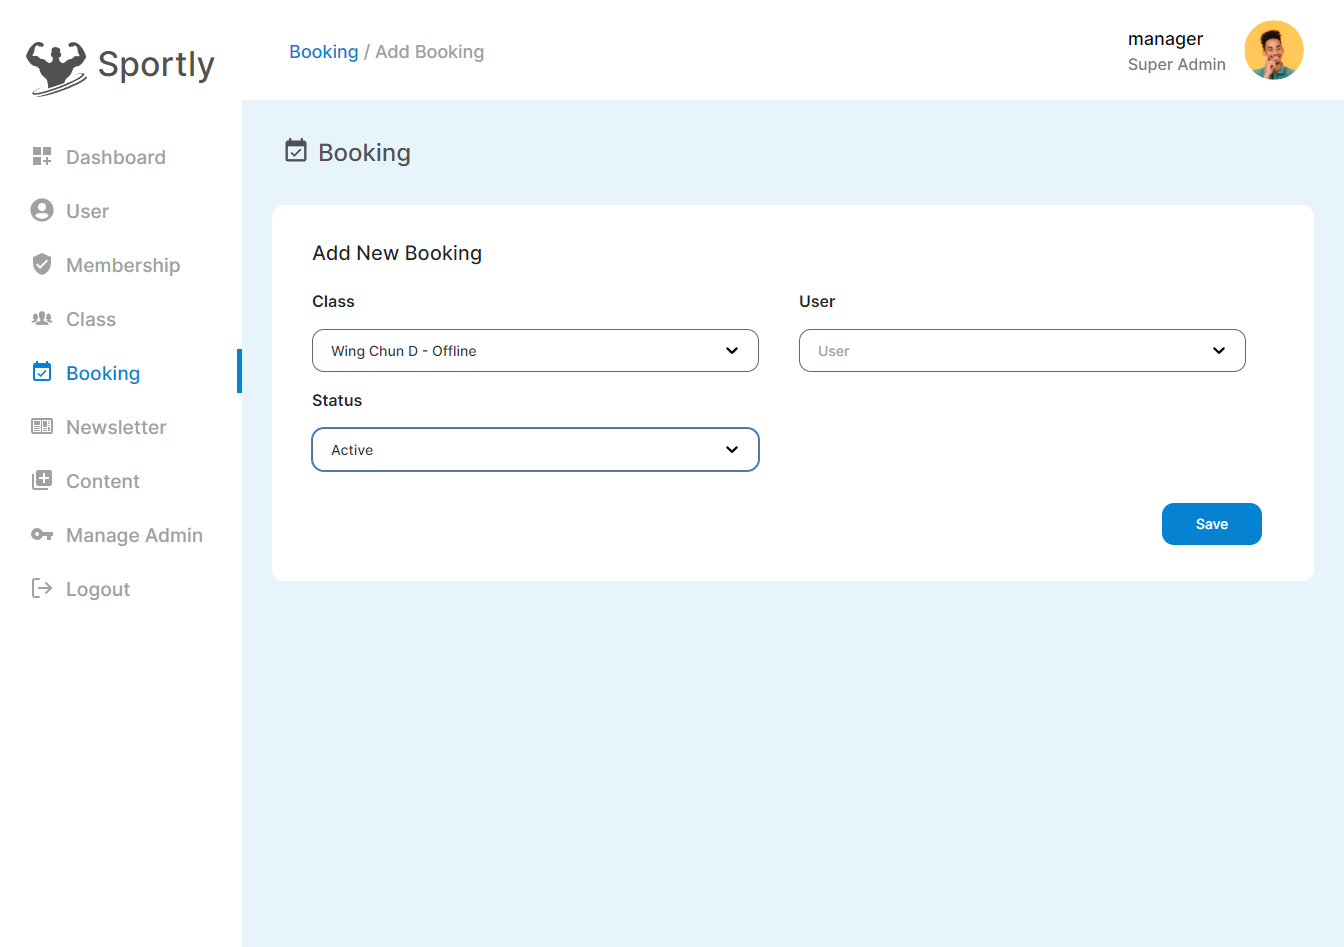 Sportly
Booking / Add Booking
manager
Super Admin
Dashboard
User
Membership
Class
Booking
Newsletter
Content
Manage Admin
Logout
Booking
Add New Booking
Class
User
Wing Chun D - Offline
User
Status
Active
Save